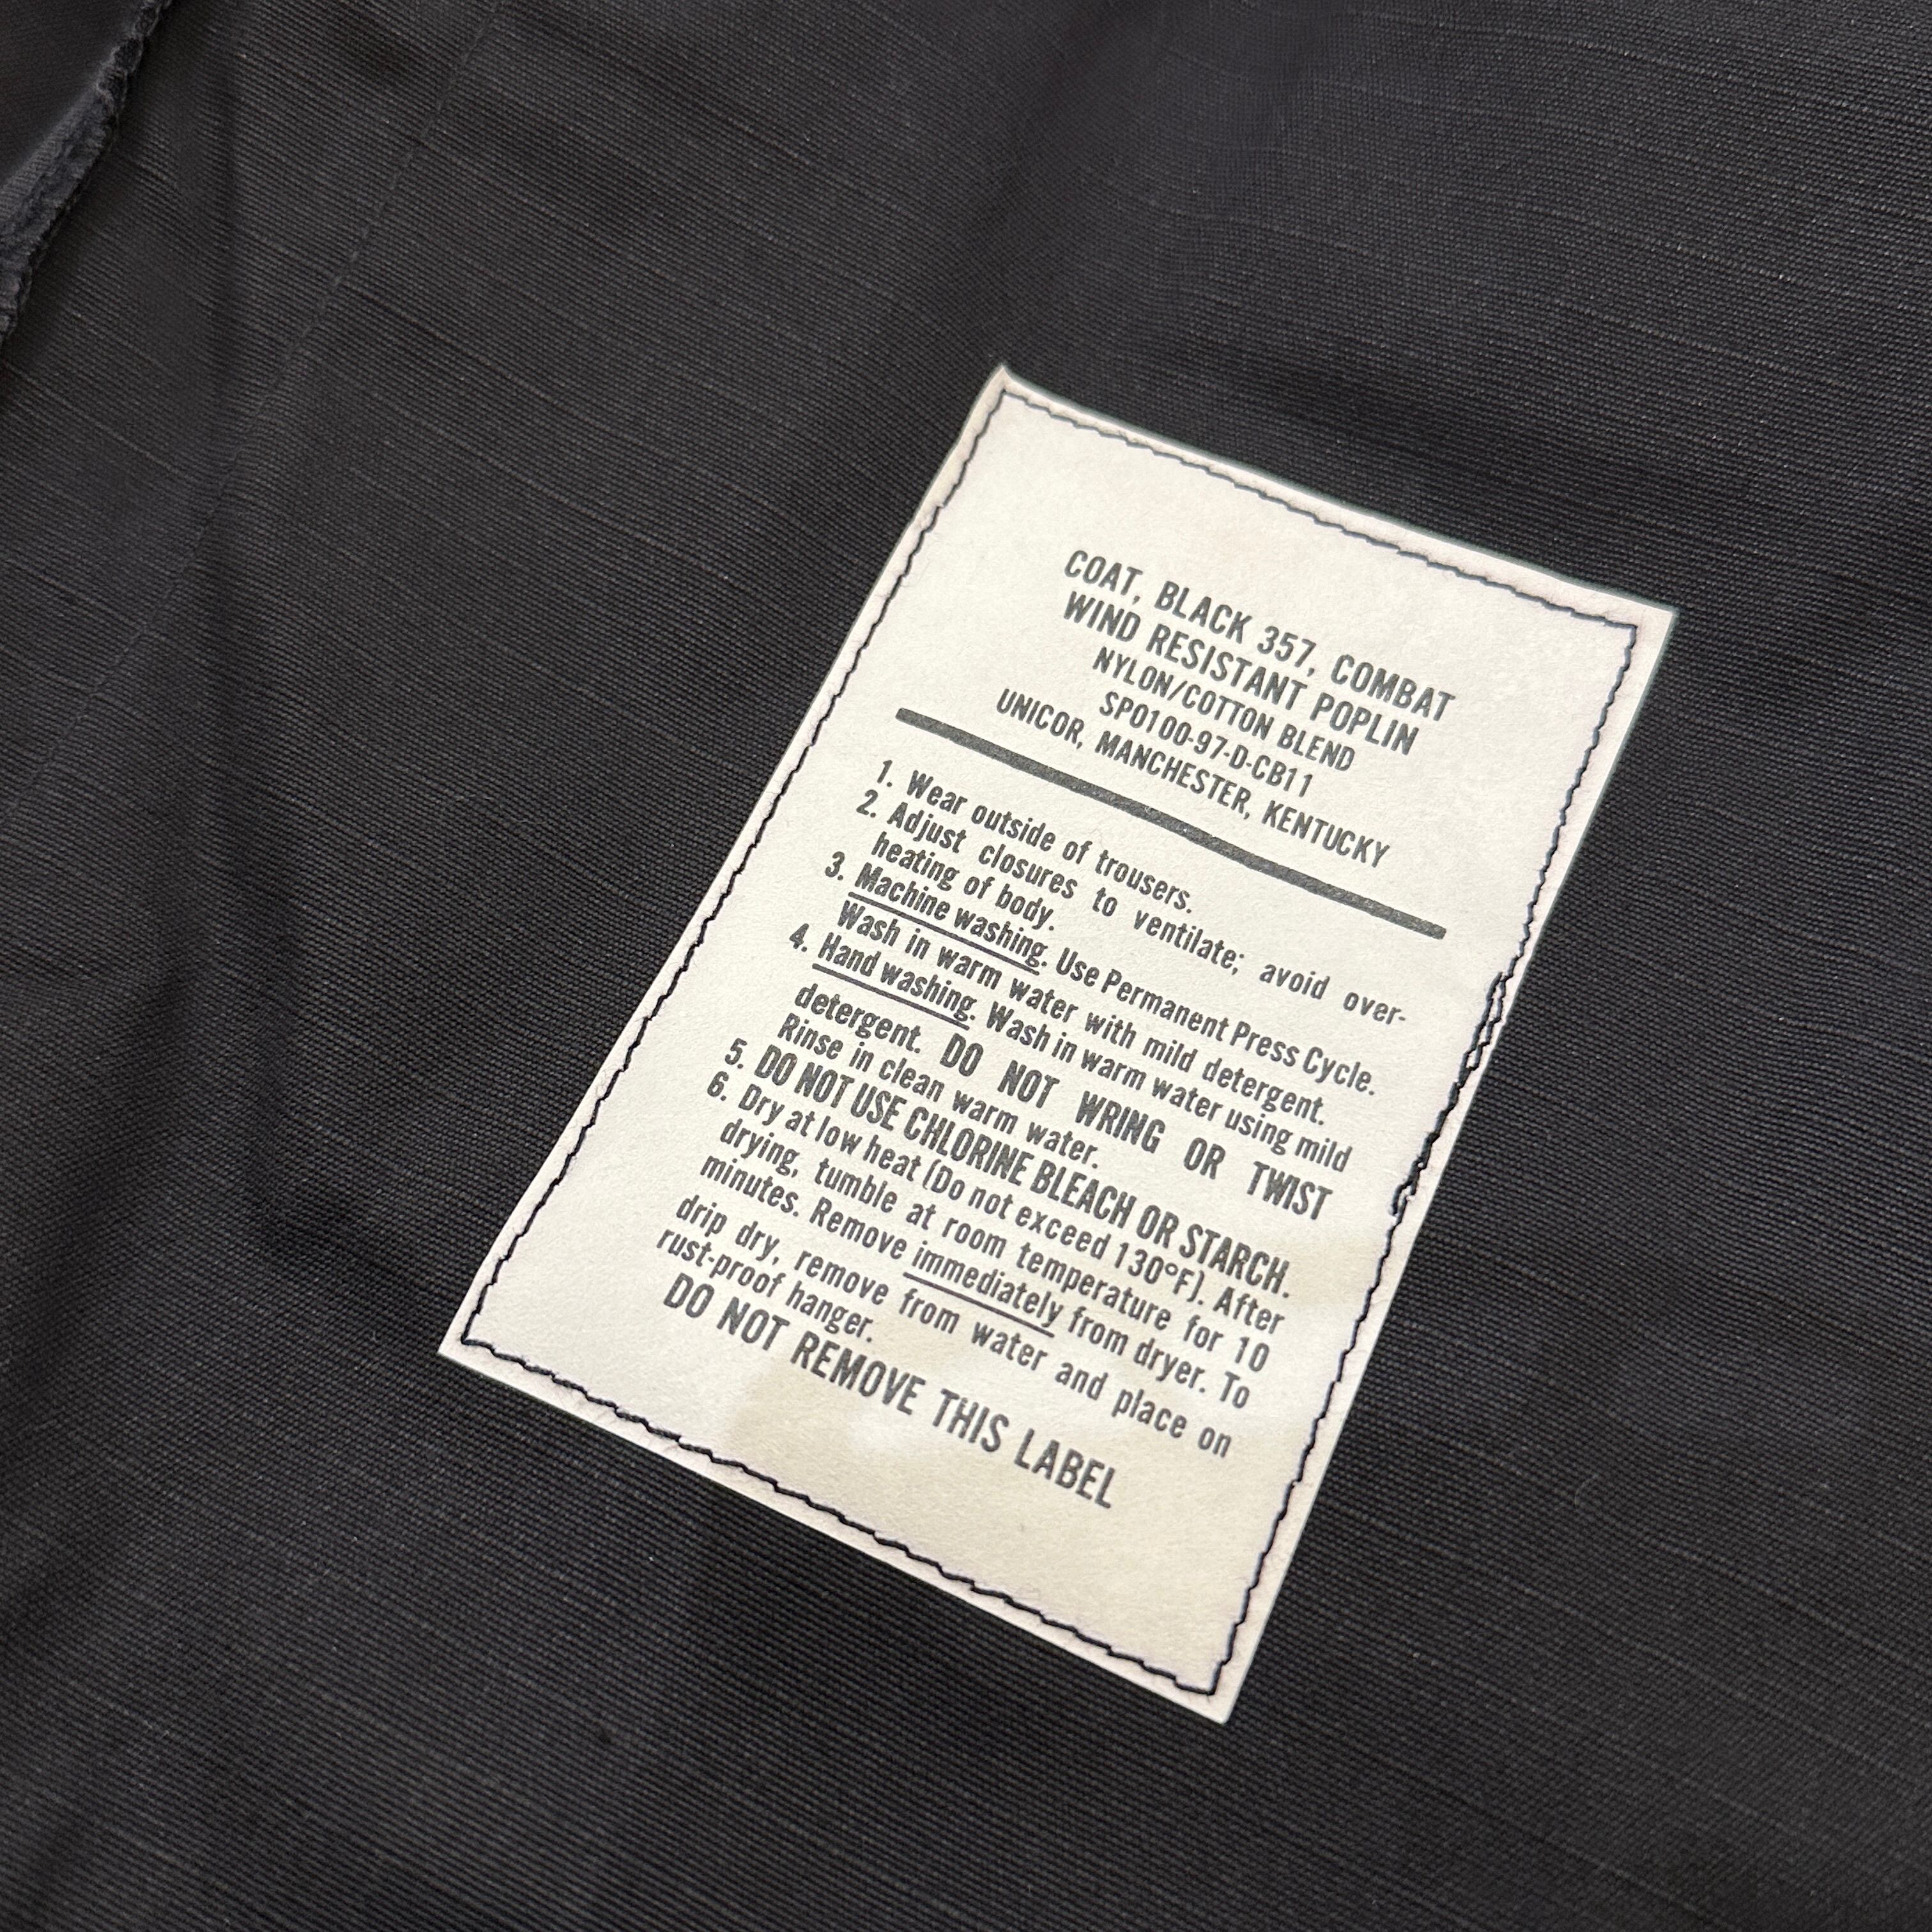 COAT, BLACK 357, COMBAT
WIND RESISTANT POPLIN
NYLON/COTTON BLEND
SPO100-97-D-CB11
UNICOR, MANCHESTER, KENTUCKY
1. Wear outside of trousers.
2. Adjust closures to ventilate; avoid over-
heating of body.
3. Machine washing. Use Permanent Press Cycle.
Wash in warm water with mild detergent.
4. Hand washing. Wash in warm water using mild
detergent. DO NOT WRING OR TWIST
Rinse in clean warm water.
5. DO NOT USE CHLORINE BLEACH OR STARCH.
6. Dry at low heat (Do not exceed 130°F). After
drying, tumble at room temperature for 10
minutes. Remove immediately from dryer. To
drip dry, remove from water and place on
rust-proof hanger.
DO NOT REMOVE THIS LABEL